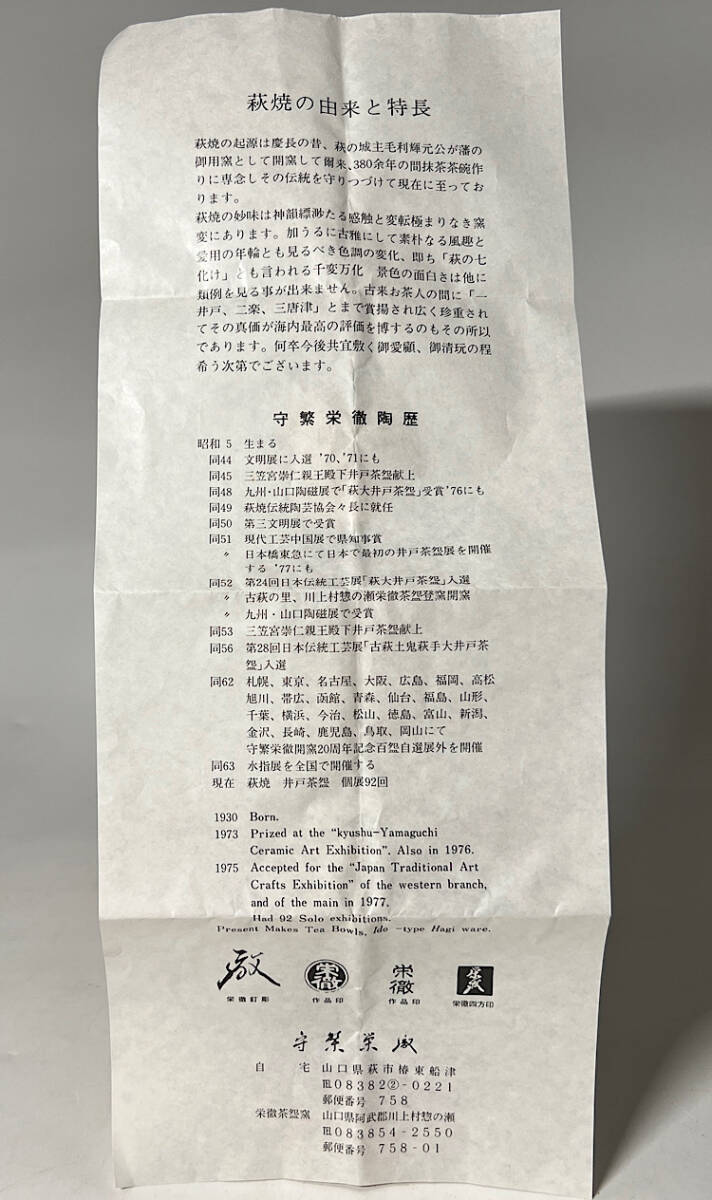 萩焼の由来と特長
萩焼の起源は慶長の昔、萩の城主毛利輝元公が藩の
御用窯として開窯して爾来、380余年の間抹茶茶碗作
りに専念しその伝統を守りつづけて現在に至ってお
ります。
萩焼の妙味は神韻縹渺たる感触と変転極まりなき窯
変にあります。加うるに古雅にして素朴なる風趣と
愛用の年輪とも見るべき色調の変化、即ち「萩の七
化け」とも言われる千変万化 景色の面白さは他に
類例を見る事が出来ません。古来お茶人の間に「一
井戸、二楽、三唐津」とまで賞揚され広く珍重され
てその真価が海内最高の評価を博するのもその所以
であります。何卒今後共宜敷く御愛顧、御清玩の程
希う次第でございます。
守繁栄徹陶歴
昭和5 生まる
同44 文明展に入選 '70、'71にも
同45 三笠宮崇仁親王殿下井戸茶盌献上
同48 九州・山口陶磁展で「萩大井戸茶盌」受賞'76にも
同49 萩焼伝統陶芸協会々長に就任
同50 第三文明展で受賞
同51 現代工芸中国展で県知事賞
〃 日本橋東急にて日本で最初の井戸茶盌展を開催
する '77にも
同52 第24回日本伝統工芸展「萩大井戸茶盌」入選
〃 古萩の里、川上村惣の瀬栄徹茶盌登窯開窯
〃 九州・山口陶磁展で受賞
同53 三笠宮崇仁親王殿下井戸茶盌献上
同56 第28回日本伝統工芸展「古萩土鬼萩手大井戸茶
盌」入選
同62 札幌、東京、名古屋、大阪、広島、福岡、高松
旭川、帯広、函館、青森、仙台、福島、山形、
千葉、横浜、今治、松山、徳島、富山、新潟、
金沢、長崎、鹿児島、鳥取、岡山にて
守繁栄徹開窯20周年記念百盌自選展外を開催
同63 水指展を全国で開催する
現在 萩焼 井戸茶盌 個展92回
1930 Born.
1973 Prized at the "kyushu-Yamaguchi
Ceramic Art Exhibition". Also in 1976.
1975 Accepted for the "Japan Traditional Art
Crafts Exhibition" of the western branch,
and of the main in 1977.
Had 92 Solo exhibitions.
Present Makes Tea Bowls, Ido -type Hagi ware.
栄徹 栄徹
栄徹釘彫 作品印 作品印 栄徹四方印
守繁栄徹
自宅 山口県萩市椿東船津
TEL08382②-0221
郵便番号 758
栄徹茶盌窯 山口県阿武郡川上村惣の瀬
TEL083854-2550
郵便番号 758-01